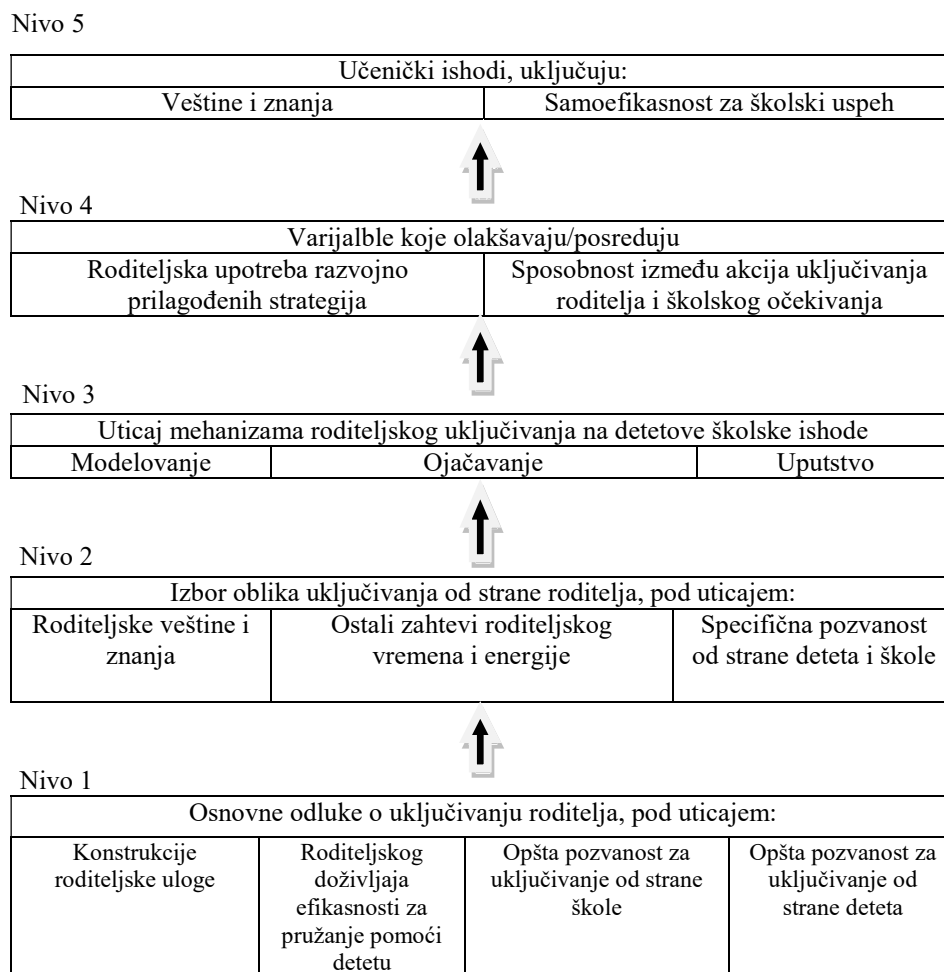 Nivo 5
Učenički ishodi, uključuju:
Veštine i znanja
Samoefikasnost za školski uspeh
Nivo 4
Varijalble koje olakšavaju/posreduju
Roditeljska upotreba razvojno
prilagođenih strategija
Sposobnost između akcija uključivanja
roditelja i školskog očekivanja
Nivo 3
Uticaj mehanizama roditeljskog uključivanja na detetove školske ishode
Modelovanje
Ojačavanje
Uputstvo
Nivo 2
Izbor oblika uključivanja od strane roditelja, pod uticajem:
Roditeljske veštine i
znanja
Ostali zahtevi roditeljskog
vremena i energije
Specifična pozvanost
od strane deteta i škole
Nivo 1
Osnovne odluke o uključivanju roditelja, pod uticajem:
Konstrukcije
roditeljske uloge
Roditeljskog
doživljaja
efikasnosti za
pružanje pomoći
detetu
Opšta pozvanost za
uključivanje od strane
škole
Opšta pozvanost za
uključivanje od
strane deteta